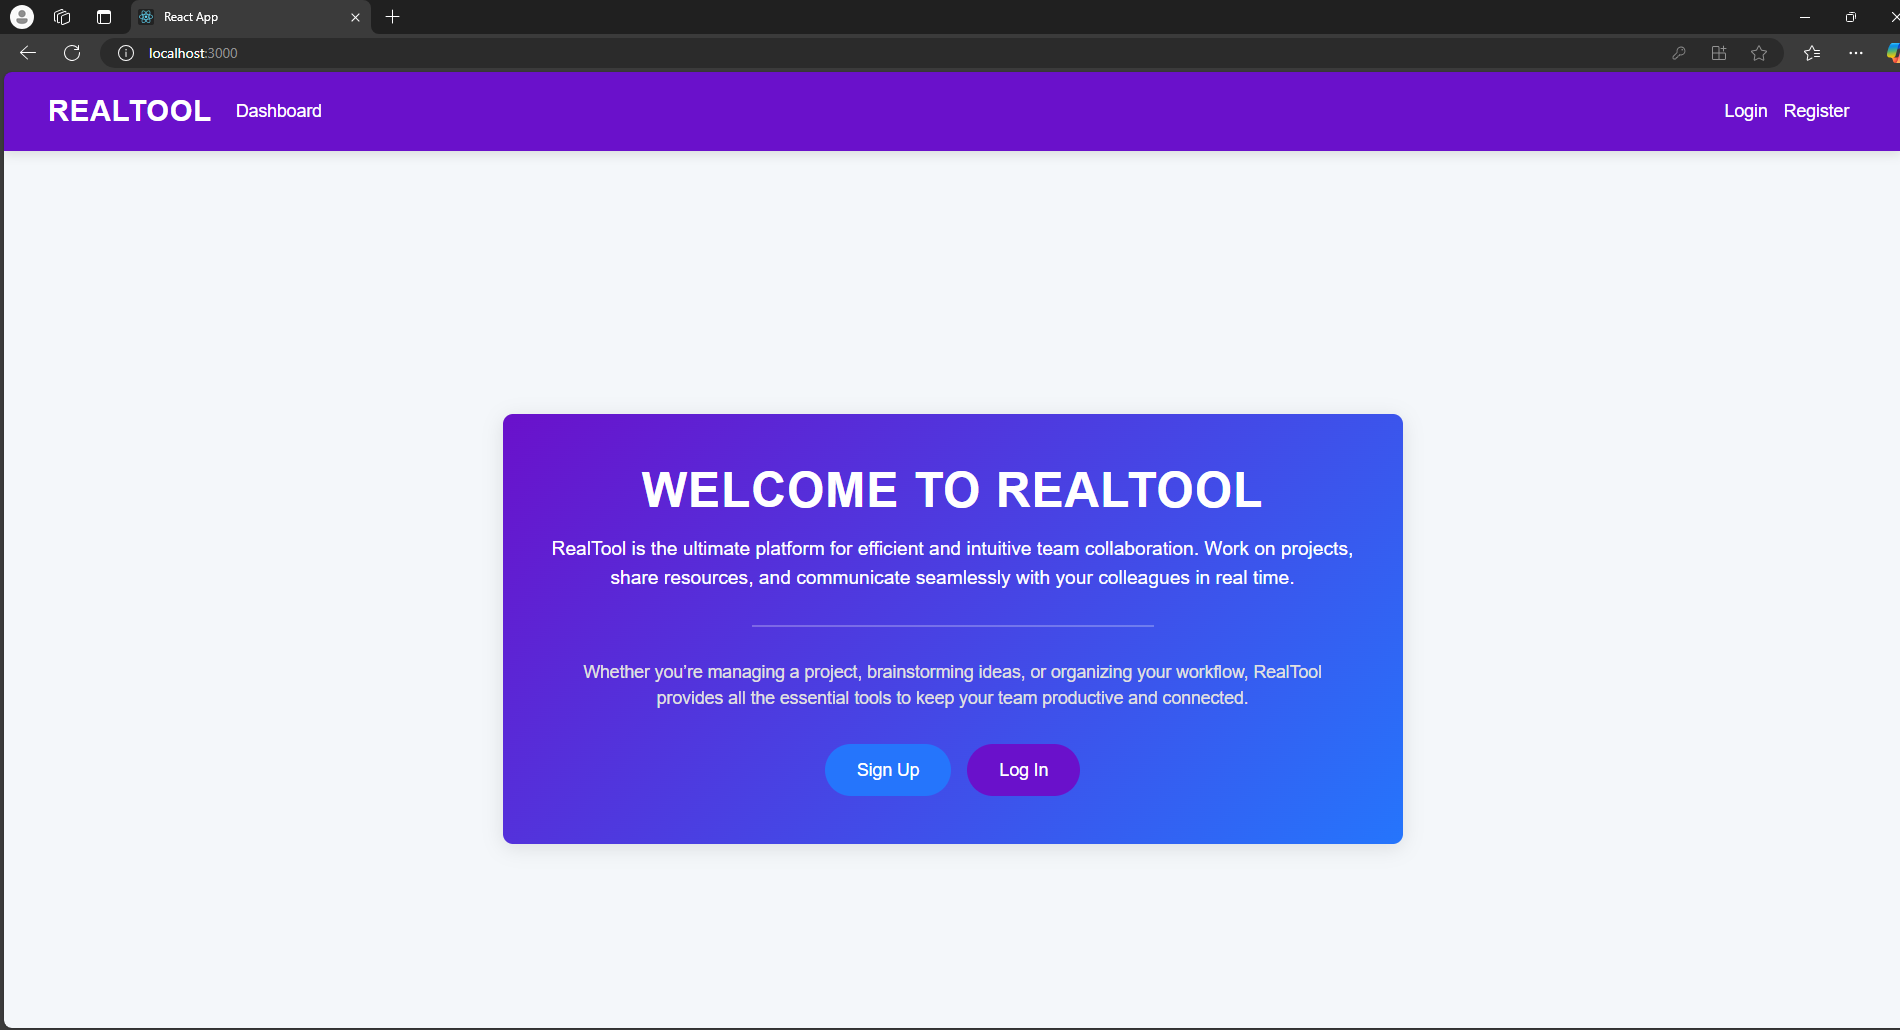 React App
localhost:3000
REALTOOL Dashboard Login Register
WELCOME TO REALTOOL
RealTool is the ultimate platform for efficient and intuitive team collaboration. Work on projects,
share resources, and communicate seamlessly with your colleagues in real time.
Whether you’re managing a project, brainstorming ideas, or organizing your workflow, RealTool
provides all the essential tools to keep your team productive and connected.
Sign Up Log In